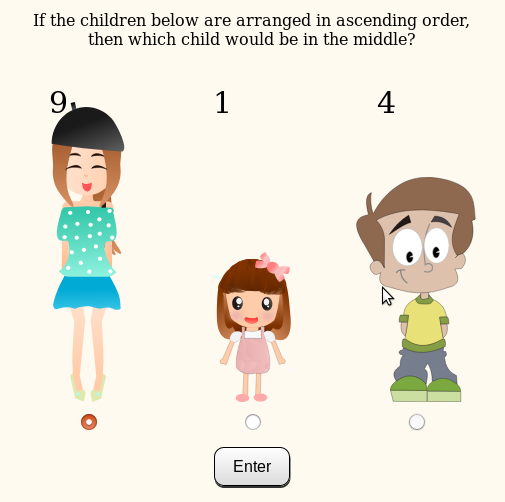 If the children below are arranged in ascending order,
then which child would be in the middle?
9 1 4
Enter